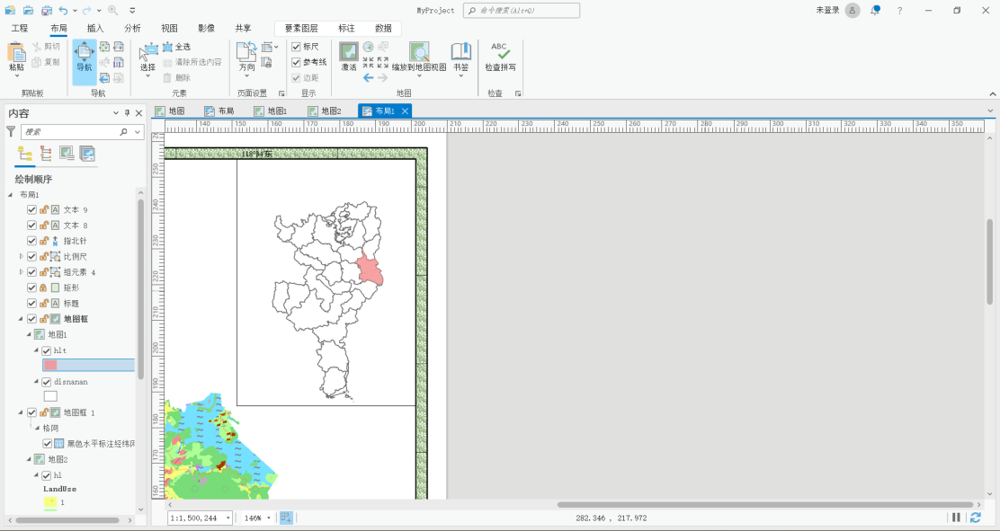 MyProject
命令搜索(Alt+Q)
未登录
?
工程 布局 插入 分析 视图 影像 共享 要素图层 标注 数据
粘贴
剪切
复制
剪贴板
导航
导航
选择
全选
清除所选内容
删除
元素
方向
页面设置
标尺
参考线
边距
显示
激活
缩放到地图视图
书签
地图
ABC
检查拼写
检查
内容
搜索
绘制顺序
布局1
文本 9
文本 8
指北针
比例尺
组元素 4
矩形
标题
地图框
地图1
hlt
disnanan
地图框 1
格网
黑色水平标注经纬网
地图2
hl
LandUse
1
地图 布局 地图1 地图2 布局1
140 150 160 170 180 190 200 210 220 230 240 250 260 270 280 290 300 310 320 330 340 350
250
240
230
220
210
200
190
180
170
160
118°54'东
1:1,500,244
146%
282.346 , 217.972